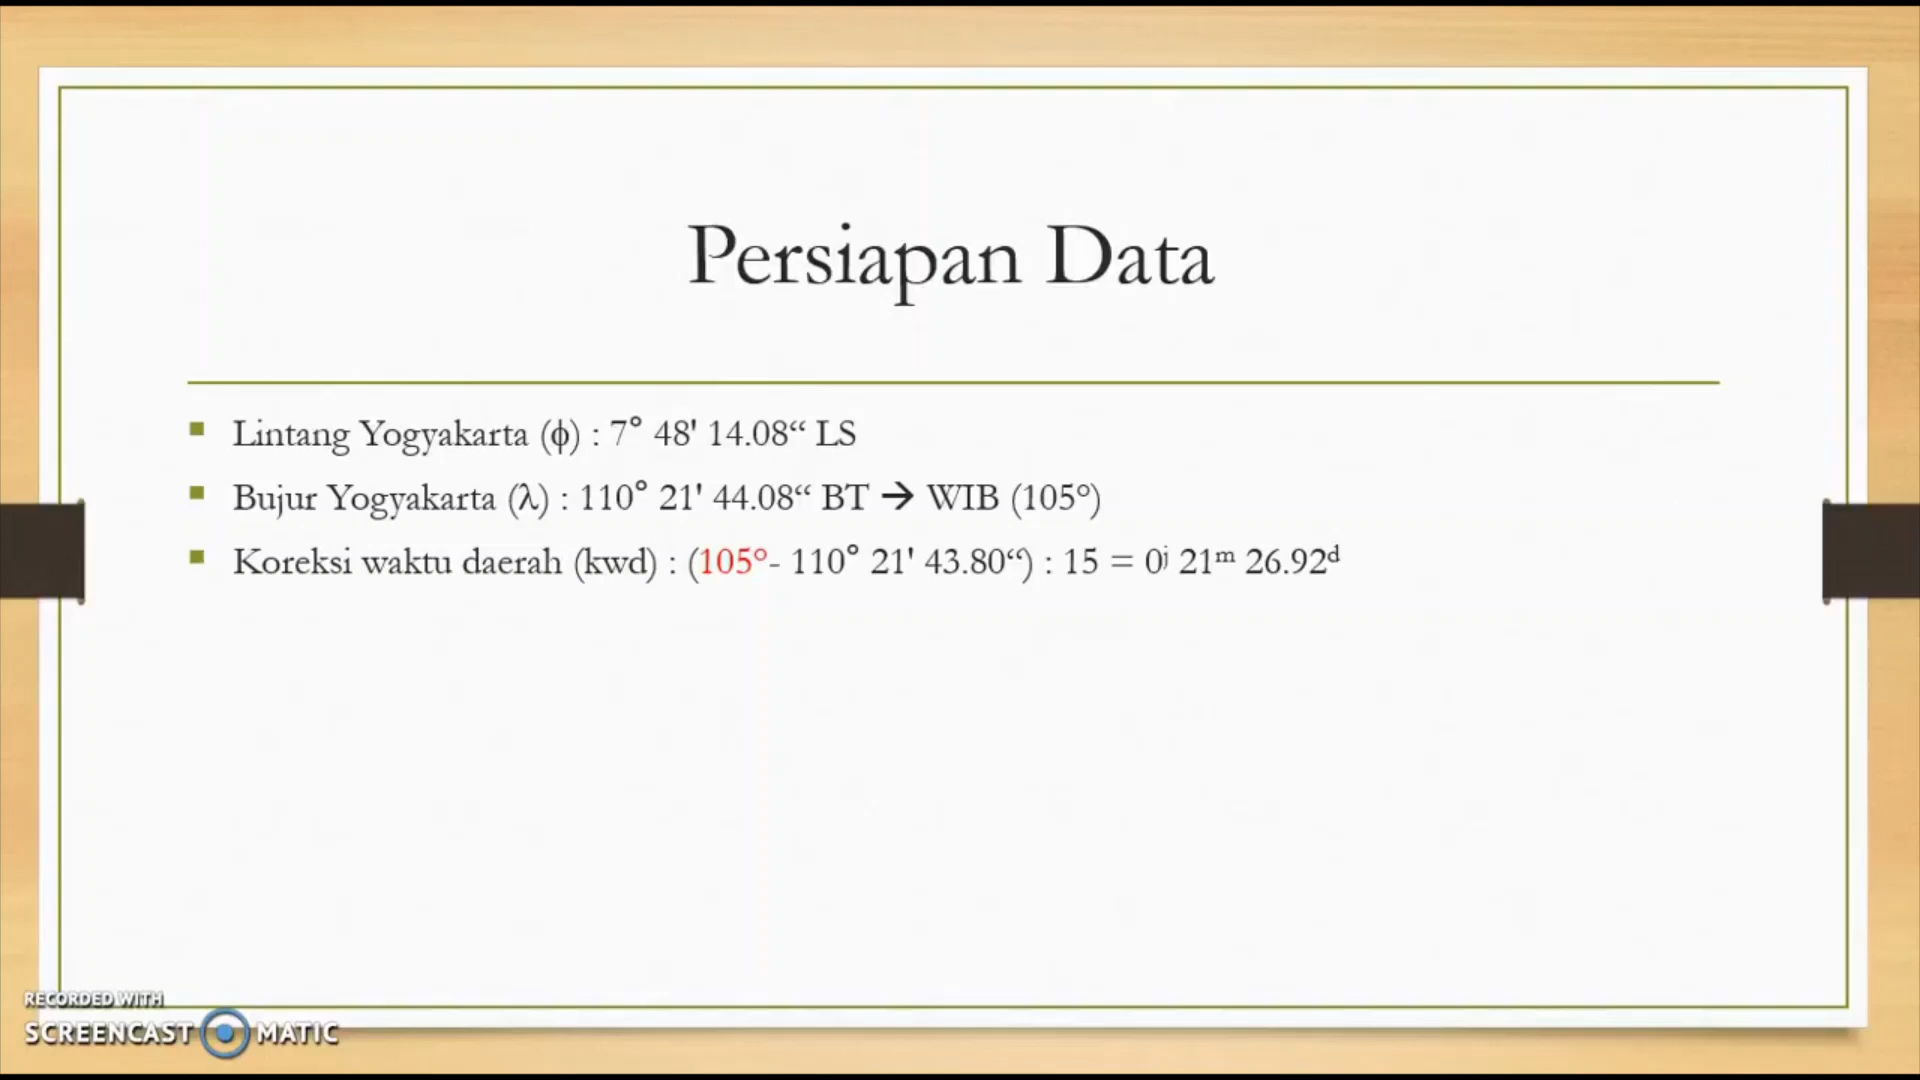 Persiapan Data
Lintang Yogyakarta (ϕ) : 7° 48' 14.08“ LS
Bujur Yogyakarta (λ) : 110° 21' 44.08“ BT → WIB (105°)
Koreksi waktu daerah (kwd) : (105°- 110° 21' 43.80“) : 15 = 0ʲ 21ᵐ 26.92ᵈ
RECORDED WITH
SCREENCAST MATIC